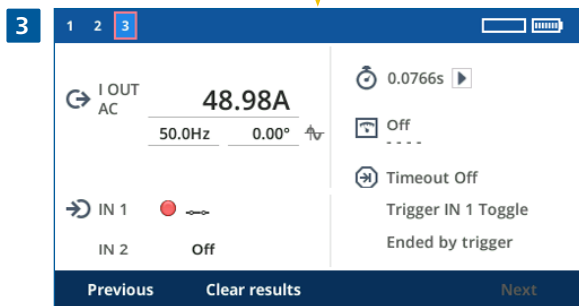 3
1 2 3
I OUT
AC
48.98A
50.0Hz 0.00°
0.0766s
Off
- - - -
Timeout Off
IN 1
Trigger IN 1 Toggle
IN 2 Off
Ended by trigger
Previous Clear results Next